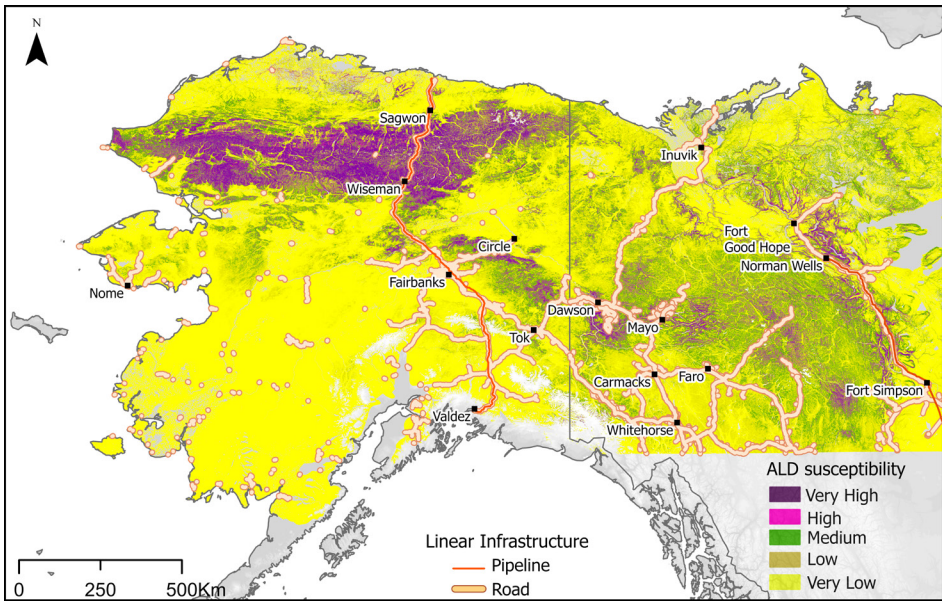 N
Sagwon
Inuvik
Wiseman
Fort
Good Hope
Circle
Norman Wells
Fairbanks
Nome
Dawson
Mayo
Tok
Carmacks
Faro
Fort Simpson
Valdez
Whitehorse
ALD susceptibility
Very High
High
Medium
Low
Very Low
Linear Infrastructure
Pipeline
Road
0 250 500Km